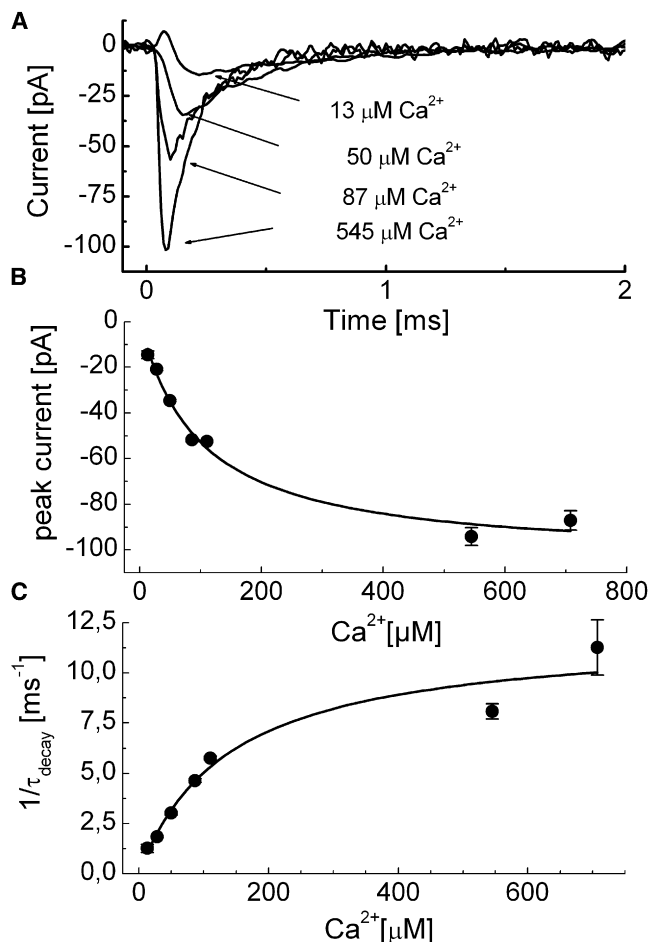 A
0
-25
-50
-75
-100
Current [pA]
13 µM Ca²⁺
50 µM Ca²⁺
87 µM Ca²⁺
545 µM Ca²⁺
0 1 2
Time [ms]
B
0
-20
-40
-60
-80
-100
peak current [pA]
0 200 400 600 800
Ca²⁺[µM]
C
12,5
10,0
7,5
5,0
2,5
0,0
1/τdecay [ms⁻¹]
0 200 400 600
Ca²⁺[µM]